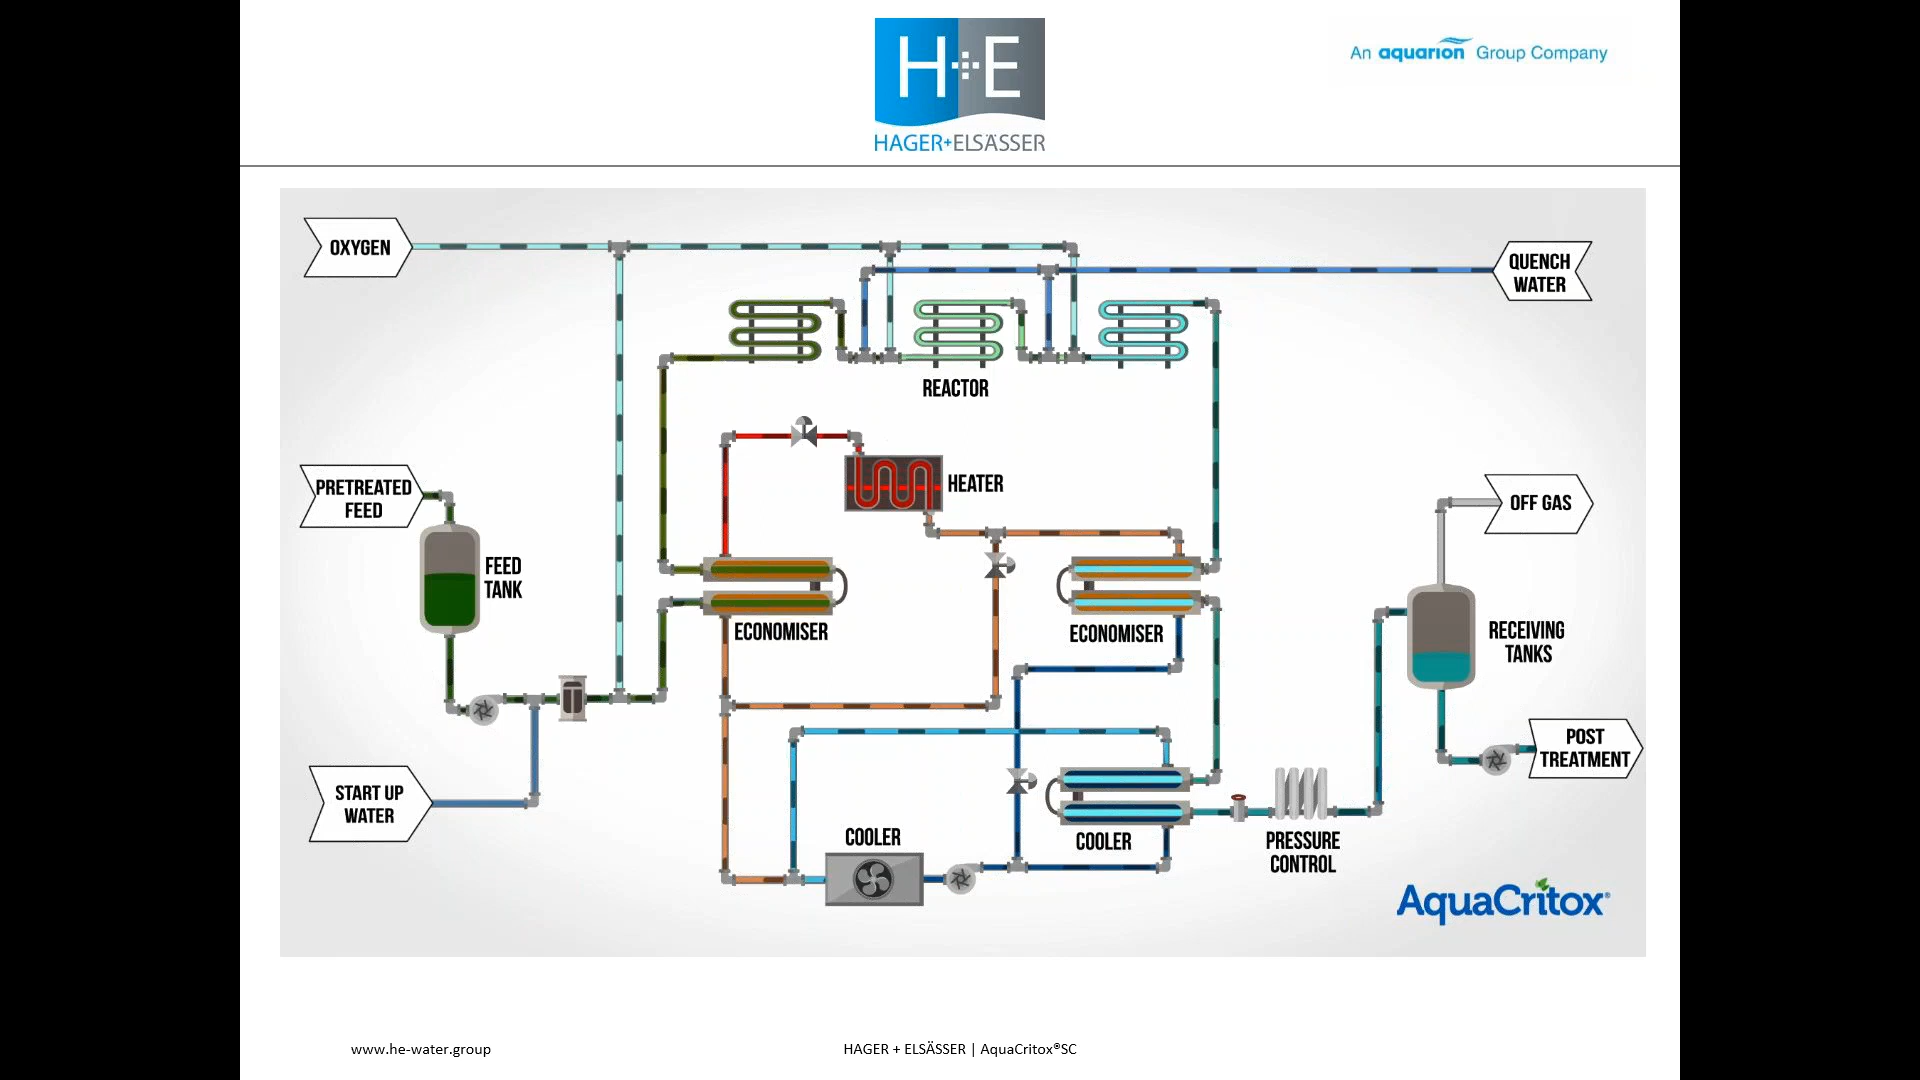 H+E
HAGER+ELSÄSSER
An aquarion Group Company
OXYGEN
QUENCH
WATER
REACTOR
HEATER
PRETREATED
FEED
FEED
TANK
OFF GAS
ECONOMISER
ECONOMISER
RECEIVING
TANKS
POST
TREATMENT
START UP
WATER
COOLER
COOLER
PRESSURE
CONTROL
AquaCritox®
www.he-water.group
HAGER + ELSÄSSER | AquaCritox®SC